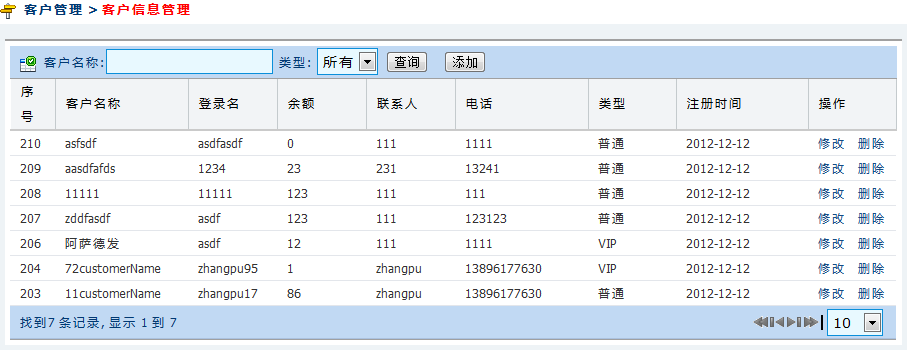 客户管理 > 客户信息管理
客户名称: 类型: 所有 查询 添加
序号 客户名称 登录名 余额 联系人 电话 类型 注册时间 操作
210 asfsdf asdfasdf 0 111 1111 普通 2012-12-12 修改 删除
209 aasdfafds 1234 23 231 13241 普通 2012-12-12 修改 删除
208 11111 11111 123 111 111 普通 2012-12-12 修改 删除
207 zddfasdf asdf 123 111 123123 普通 2012-12-12 修改 删除
206 阿萨德发 asdf 12 111 1111 VIP 2012-12-12 修改 删除
204 72customerName zhangpu95 1 zhangpu 13896177630 VIP 2012-12-12 修改 删除
203 11customerName zhangpu17 86 zhangpu 13896177630 普通 2012-12-12 修改 删除
找到7 条记录, 显示 1 到 7 10